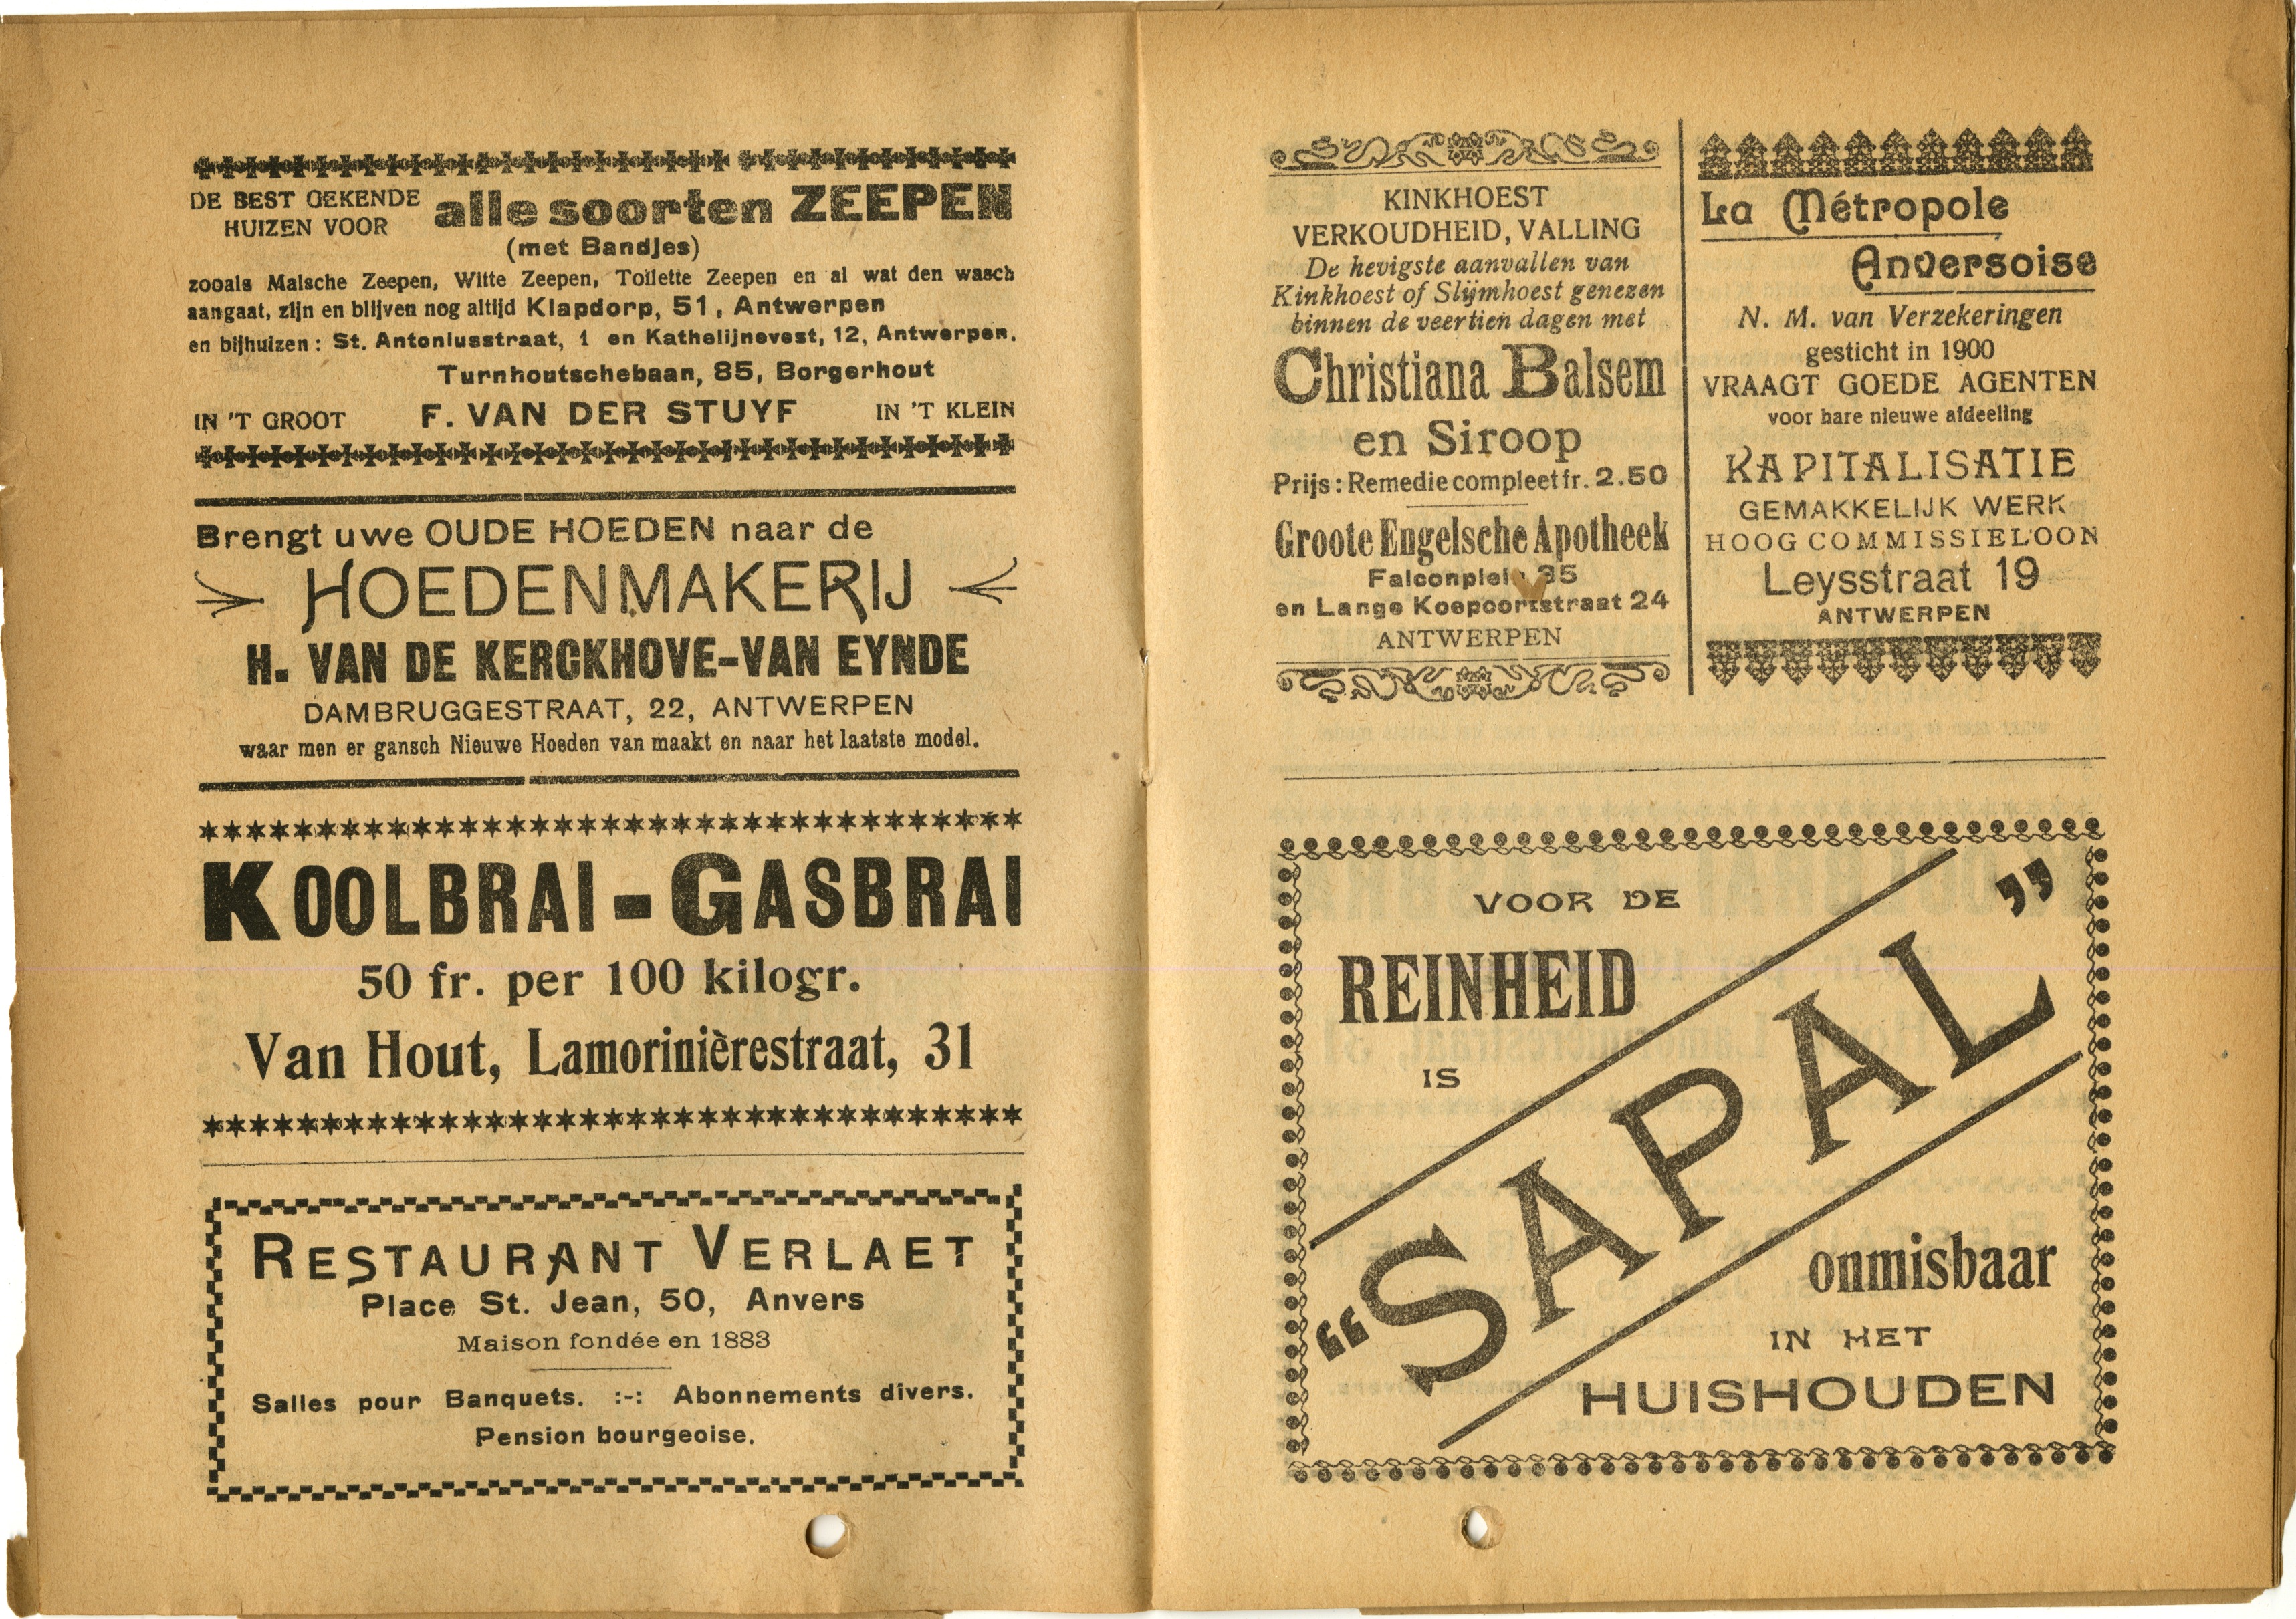 DE BEST GEKENDE
HUIZEN VOOR
alle soorten ZEEPEN
(met Bandjes)
zooals Malsche Zeepen, Witte Zeepen, Toilette Zeepen en al wat den wasch
aangaat, zijn en blijven nog altijd Klapdorp, 51, Antwerpen
en bijhuizen: St. Antoniusstraat, 1 en Kathelijnevest, 12, Antwerpen.
Turnhoutschebaan, 85, Borgerhout
IN 'T GROOT F. VAN DER STUYF IN 'T KLEIN
Brengt uwe OUDE HOEDEN naar de
HOEDENMAKERIJ
H. VAN DE KERCKHOVE-VAN EYNDE
DAMBRUGGESTRAAT, 22, ANTWERPEN
waar men er gansch Nieuwe Hoeden van maakt en naar het laatste model.
KOOLBRAI - GASBRAI
50 fr. per 100 kilogr.
Van Hout, Lamorinièrestraat, 31
RESTAURANT VERLAET
Place St. Jean, 50, Anvers
Maison fondée en 1883
Salles pour Banquets. :-: Abonnements divers.
Pension bourgeoise.
KINKHOEST
VERKOUDHEID, VALLING
De hevigste aanvallen van
Kinkhoest of Slijmhoest genezen
binnen de veertien dagen met
Christiana Balsem
en Siroop
Prijs: Remedie compleet fr. 2.50
Groote Engelsche Apotheek
Falconplein 35
en Lange Koepoortstraat 24
ANTWERPEN
La Métropole
Anversoise
N. M. van Verzekeringen
gesticht in 1900
VRAAGT GOEDE AGENTEN
voor hare nieuwe afdeeling
KAPITALISATIE
GEMAKKELIJK WERK
HOOG COMMISSIELOON
Leysstraat 19
ANTWERPEN
VOOR DE
REINHEID
IS
“SAPAL”
onmisbaar
IN HET
HUISHOUDEN